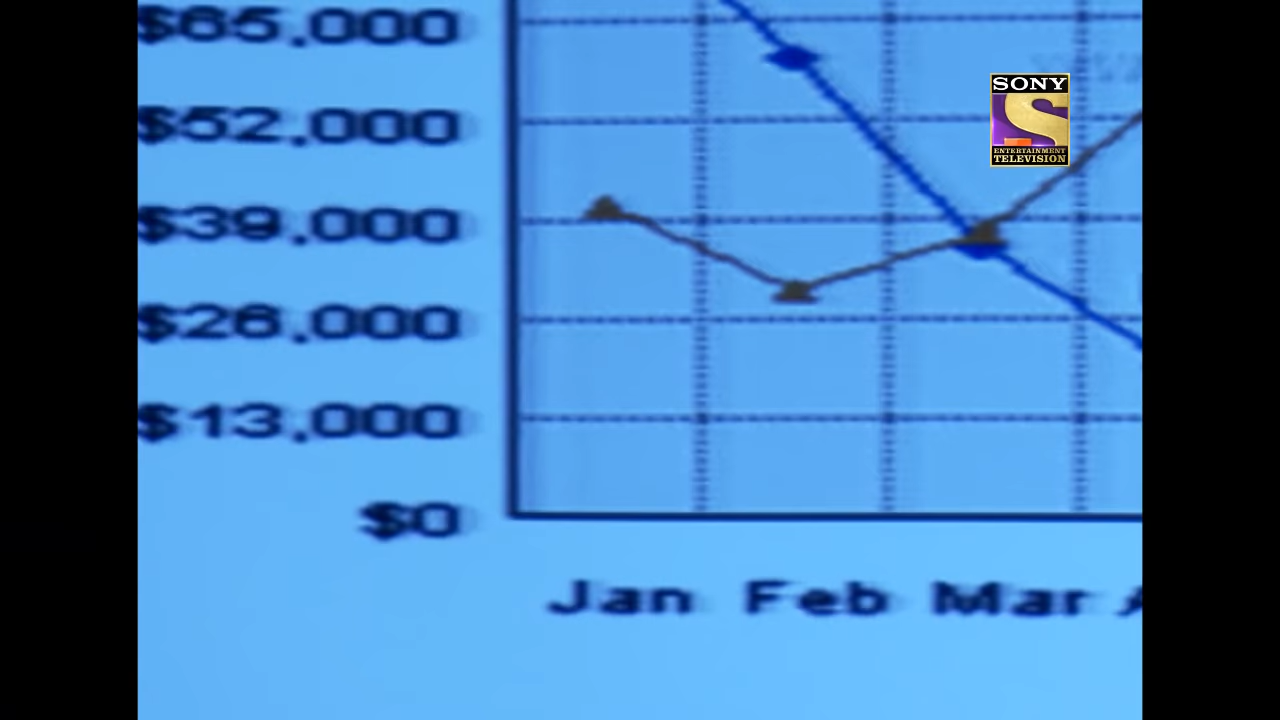 $65,000
SONY
$52,000
ENTERTAINMENT
TELEVISION
$39,000
$26,000
$13,000
$0
Jan Feb Mar